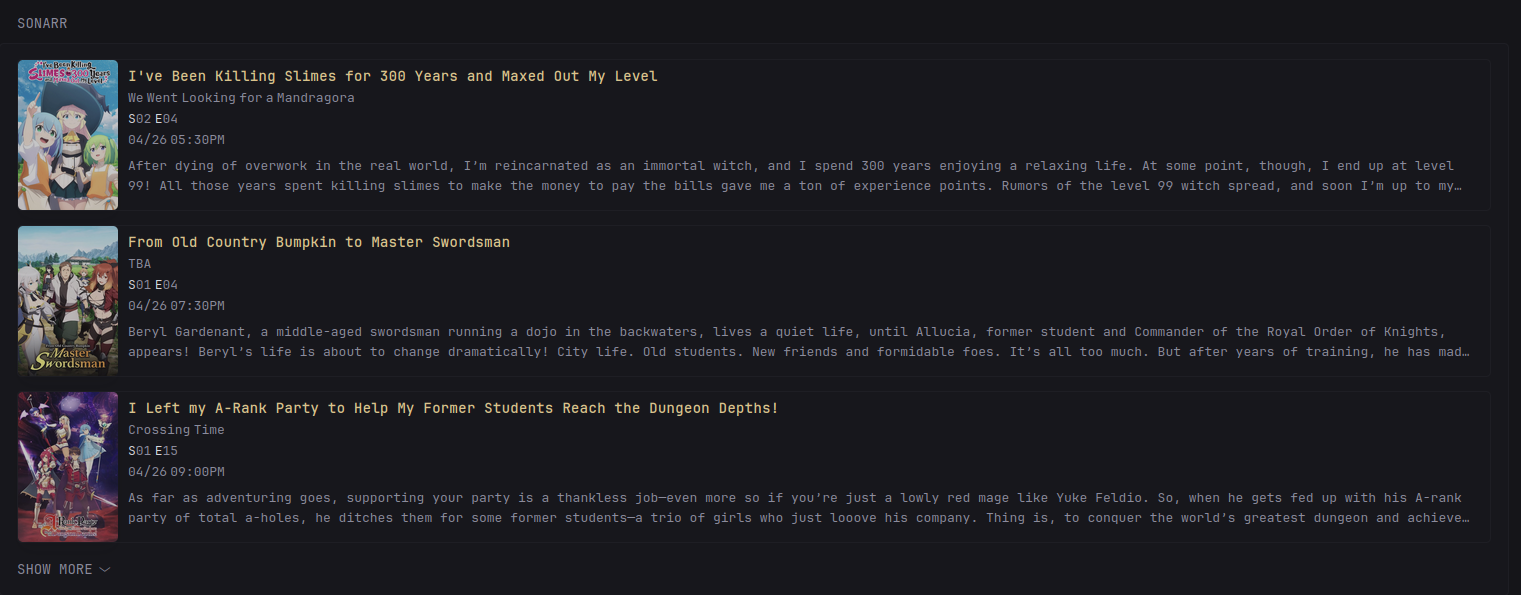 SONARR
I've Been Killing
SLIMES for 300 Years
I've Been Killing Slimes for 300 Years and Maxed Out My Level
We Went Looking for a Mandragora
S02 E04
04/26 05:30PM
After dying of overwork in the real world, I’m reincarnated as an immortal witch, and I spend 300 years enjoying a relaxing life. At some point, though, I end up at level
99! All those years spent killing slimes to make the money to pay the bills gave me a ton of experience points. Rumors of the level 99 witch spread, and soon I’m up to my…
From Old Country Bumpkin to Master Swordsman
TBA
S01 E04
04/26 07:30PM
Beryl Gardenant, a middle-aged swordsman running a dojo in the backwaters, lives a quiet life, until Allucia, former student and Commander of the Royal Order of Knights,
appears! Beryl’s life is about to change dramatically! City life. Old students. New friends and formidable foes. It’s all too much. But after years of training, he has mad…
Master
Swordsman
I Left my A-Rank Party to Help My Former Students Reach the Dungeon Depths!
Crossing Time
S01 E15
04/26 09:00PM
As far as adventuring goes, supporting your party is a thankless job—even more so if you’re just a lowly red mage like Yuke Feldio. So, when he gets fed up with his A-rank
party of total a-holes, he ditches them for some former students—a trio of girls who just looove his company. Thing is, to conquer the world’s greatest dungeon and achieve…
SHOW MORE